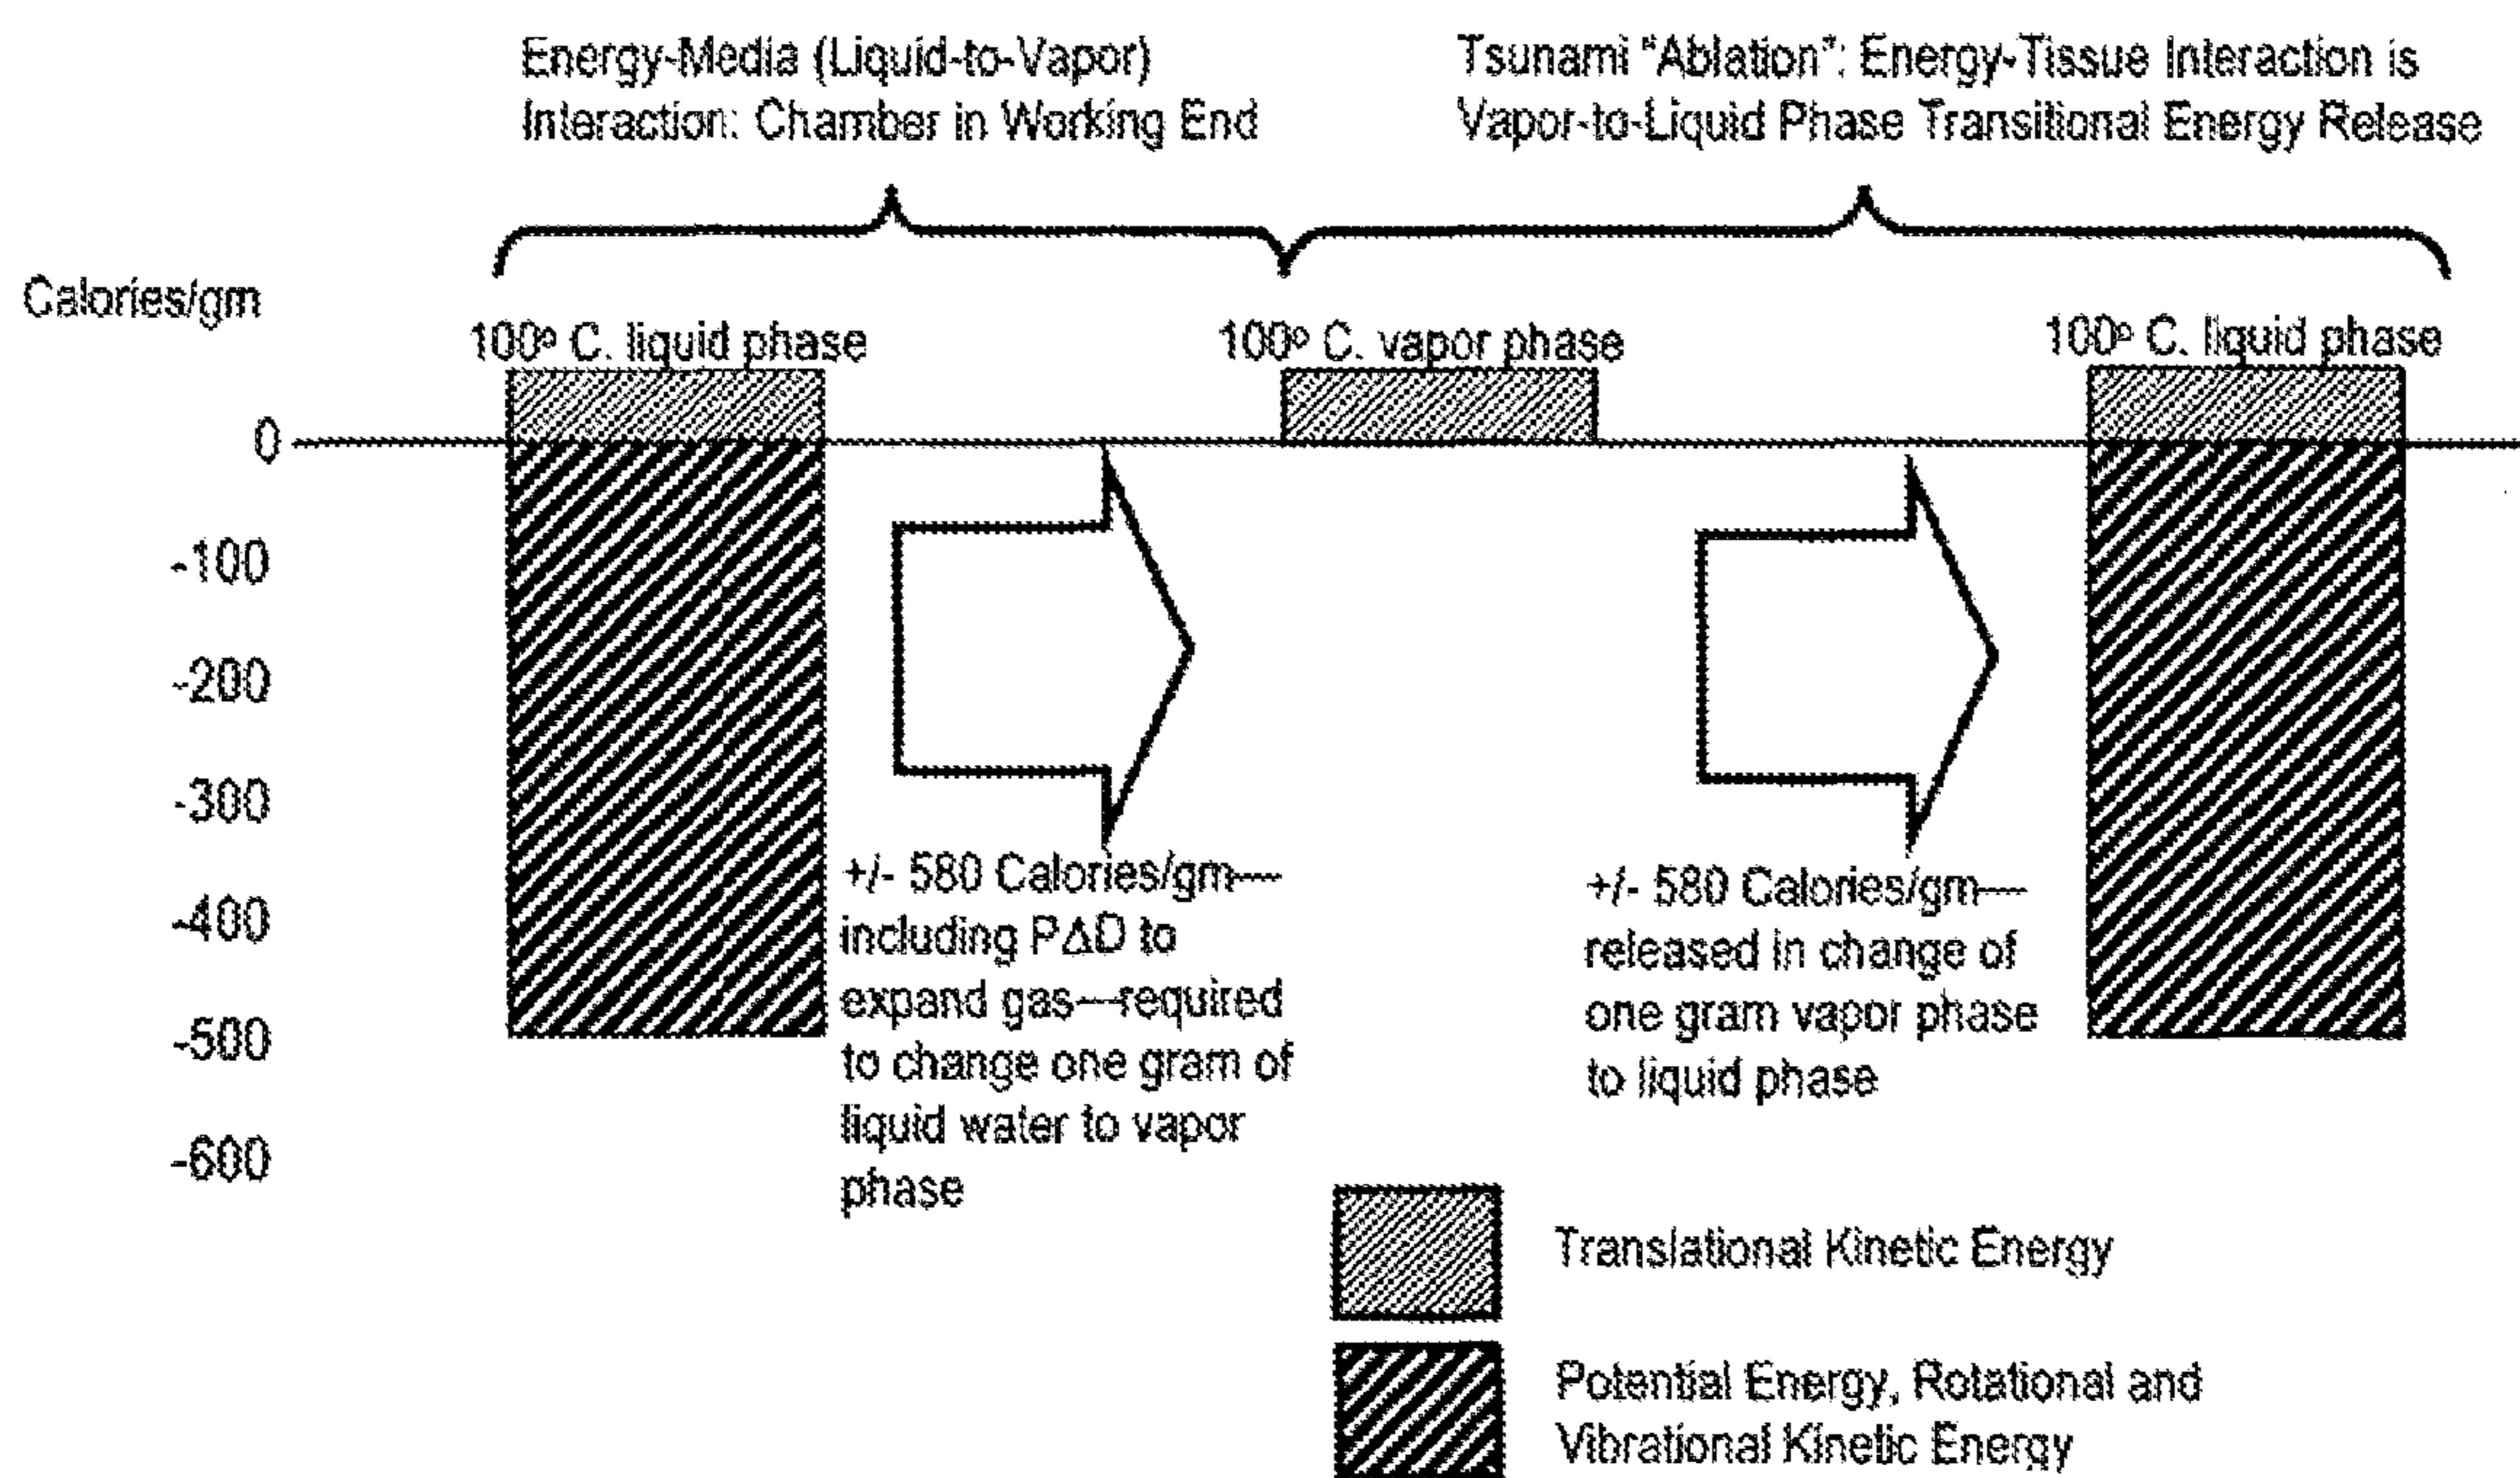 Energy-Media (Liquid-to-Vapor)
Interaction: Chamber in Working End
Tsunami "Ablation": Energy-Tissue Interaction is
Vapor-to-Liquid Phase Transitional Energy Release
Calories/gm
100º C. liquid phase
100º C. vapor phase
100º C. liquid phase
0
-100
-200
-300
-400
-500
-600
+/- 580 Calories/gm—
including PΔD to
expand gas—required
to change one gram of
liquid water to vapor
phase
+/- 580 Calories/gm—
released in change of
one gram vapor phase
to liquid phase
Translational Kinetic Energy
Potential Energy, Rotational and
Vibrational Kinetic Energy